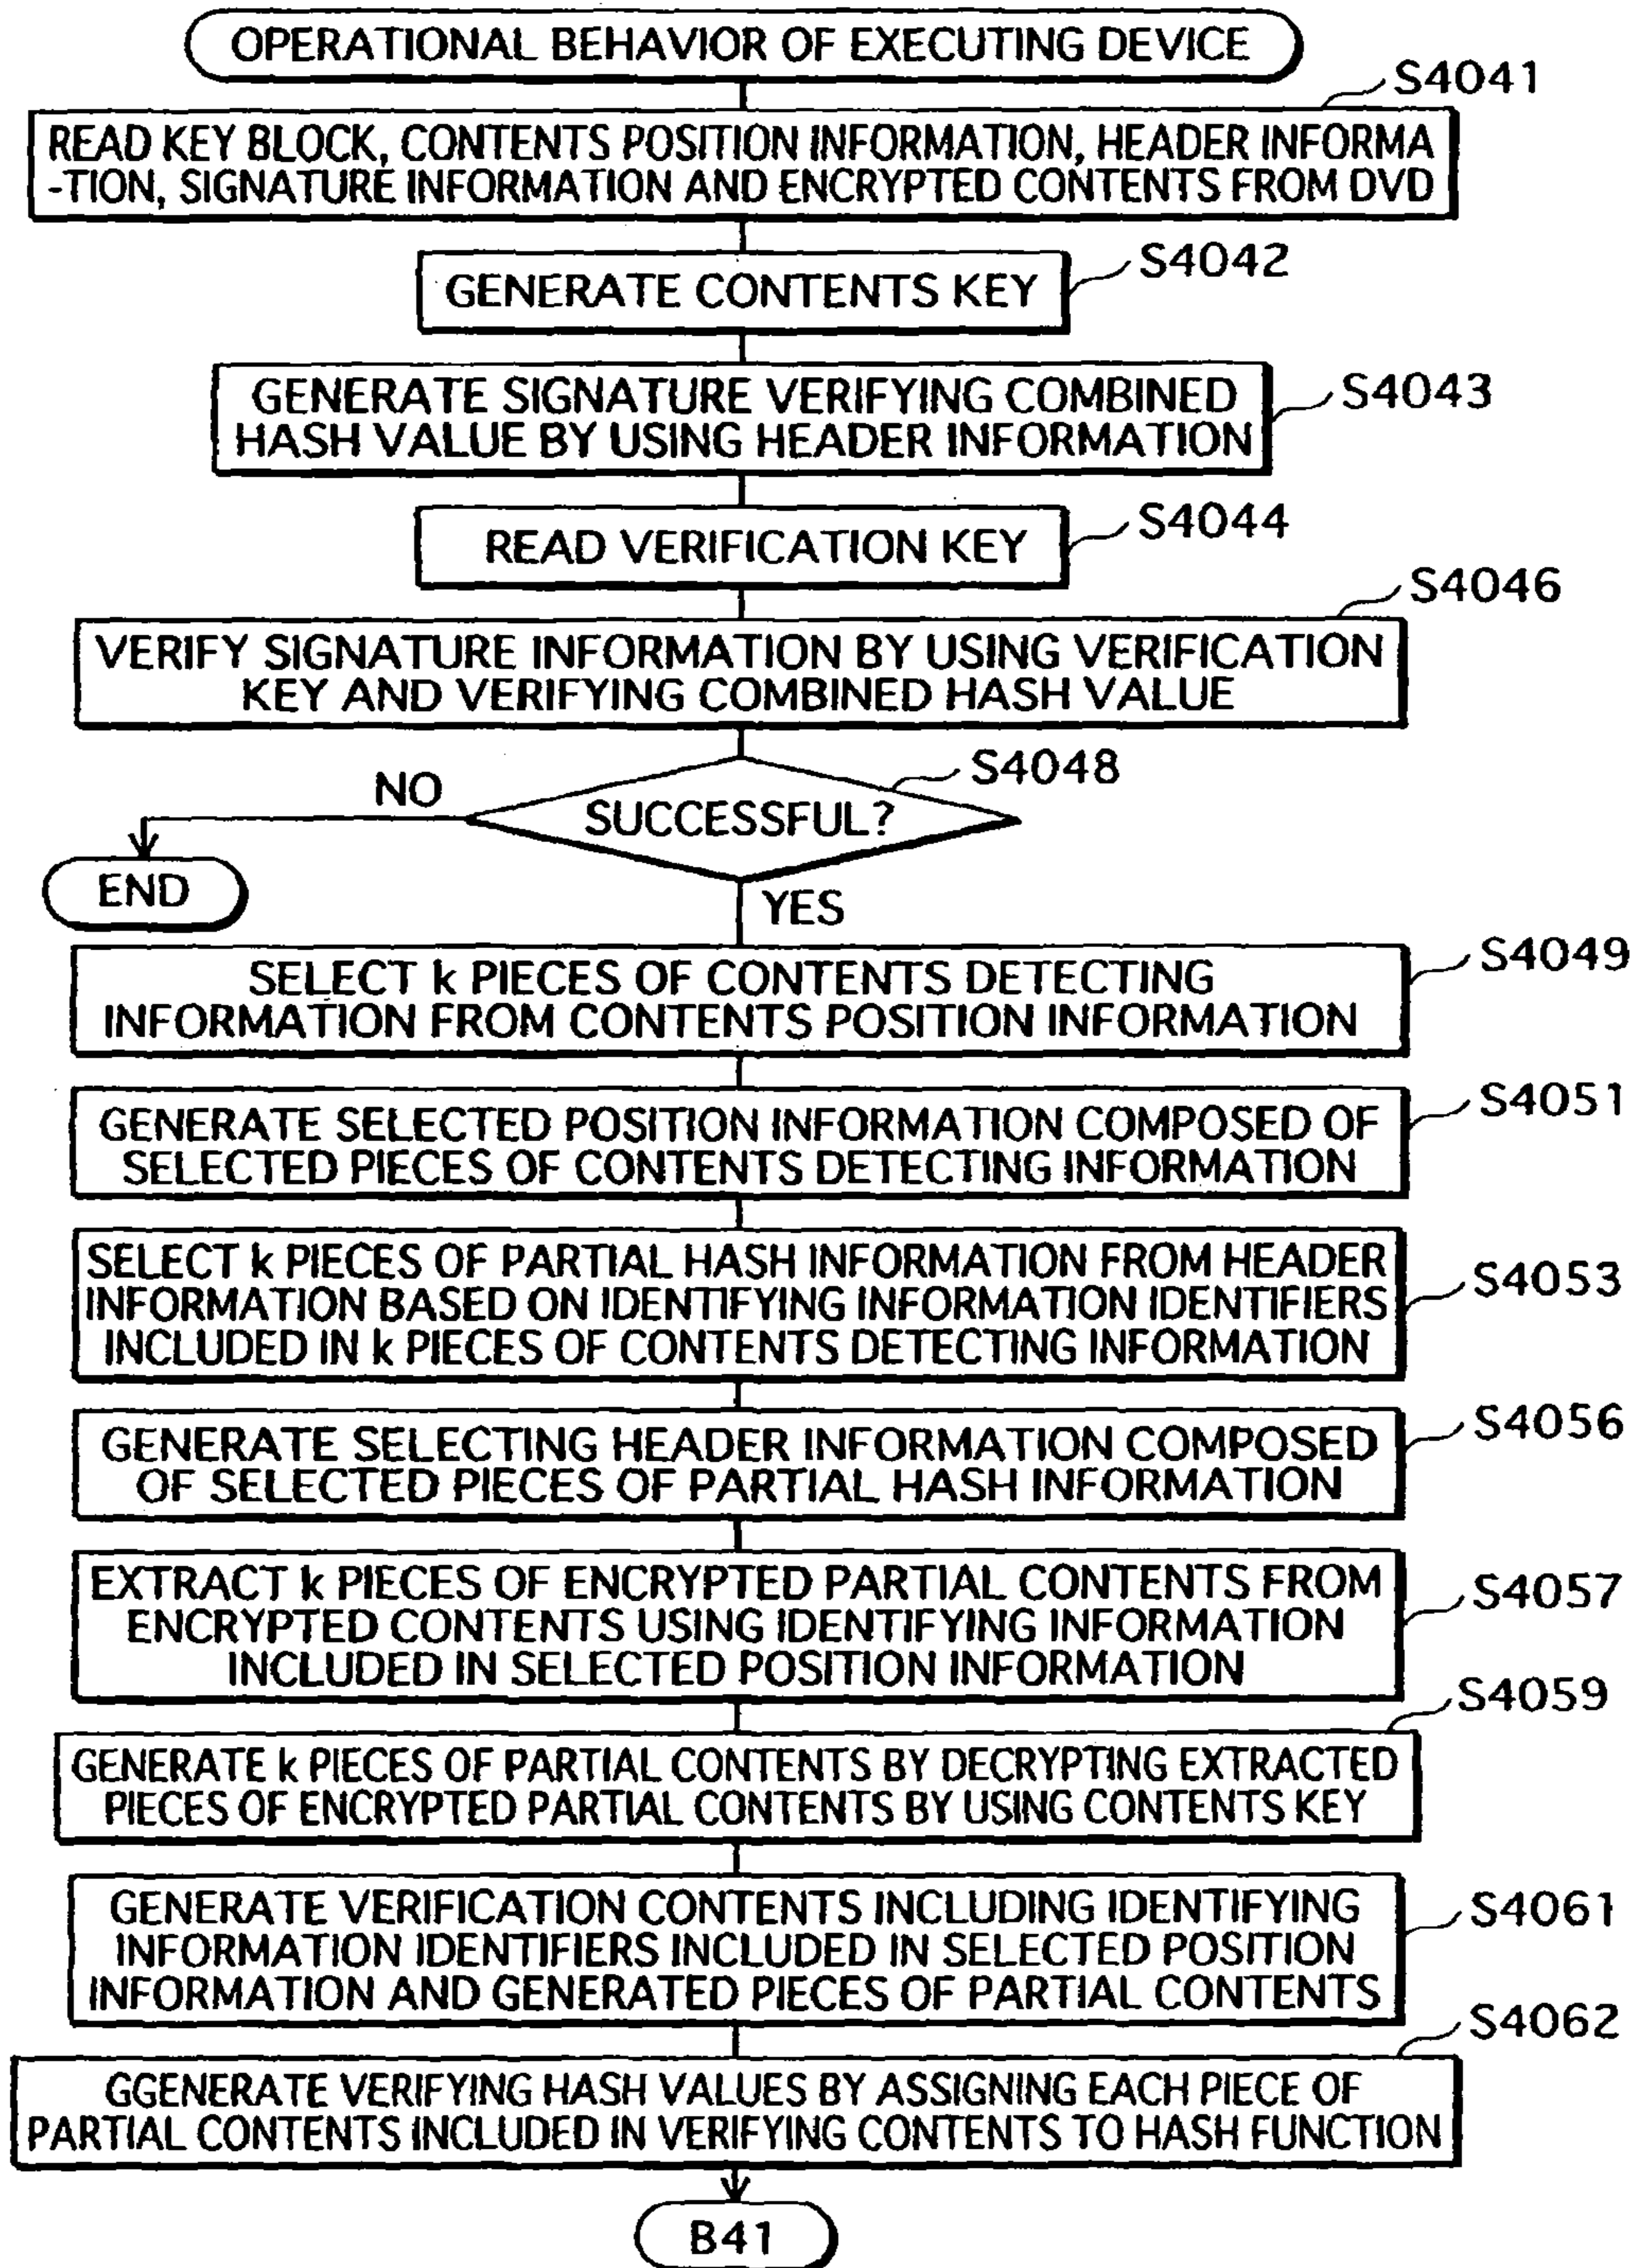 OPERATIONAL BEHAVIOR OF EXECUTING DEVICE
S4041
READ KEY BLOCK, CONTENTS POSITION INFORMATION, HEADER INFORMA
-TION, SIGNATURE INFORMATION AND ENCRYPTED CONTENTS FROM DVD
S4042
GENERATE CONTENTS KEY
S4043
GENERATE SIGNATURE VERIFYING COMBINED
HASH VALUE BY USING HEADER INFORMATION
S4044
READ VERIFICATION KEY
S4046
VERIFY SIGNATURE INFORMATION BY USING VERIFICATION
KEY AND VERIFYING COMBINED HASH VALUE
S4048
NO
SUCCESSFUL?
END
YES
S4049
SELECT k PIECES OF CONTENTS DETECTING
INFORMATION FROM CONTENTS POSITION INFORMATION
S4051
GENERATE SELECTED POSITION INFORMATION COMPOSED OF
SELECTED PIECES OF CONTENTS DETECTING INFORMATION
SELECT k PIECES OF PARTIAL HASH INFORMATION FROM HEADER
S4053
INFORMATION BASED ON IDENTIFYING INFORMATION IDENTIFIERS
INCLUDED IN k PIECES OF CONTENTS DETECTING INFORMATION
S4056
GENERATE SELECTING HEADER INFORMATION COMPOSED
OF SELECTED PIECES OF PARTIAL HASH INFORMATION
EXTRACT k PIECES OF ENCRYPTED PARTIAL CONTENTS FROM
S4057
ENCRYPTED CONTENTS USING IDENTIFYING INFORMATION
INCLUDED IN SELECTED POSITION INFORMATION
S4059
GENERATE k PIECES OF PARTIAL CONTENTS BY DECRYPTING EXTRACTED
PIECES OF ENCRYPTED PARTIAL CONTENTS BY USING CONTENTS KEY
GENERATE VERIFICATION CONTENTS INCLUDING IDENTIFYING
S4061
INFORMATION IDENTIFIERS INCLUDED IN SELECTED POSITION
INFORMATION AND GENERATED PIECES OF PARTIAL CONTENTS
S4062
GGENERATE VERIFYING HASH VALUES BY ASSIGNING EACH PIECE OF
PARTIAL CONTENTS INCLUDED IN VERIFYING CONTENTS TO HASH FUNCTION
B41